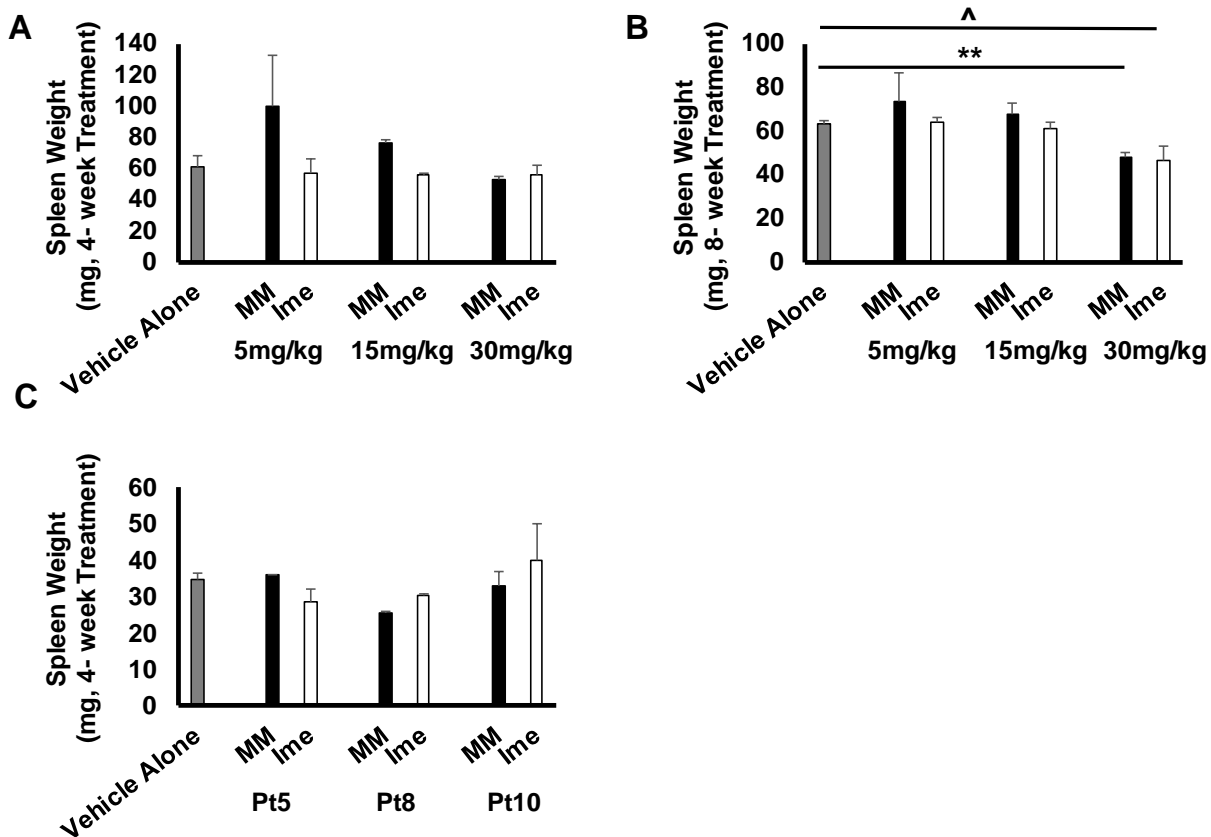 A
Spleen Weight
(mg, 4- week Treatment)
140
120
100
80
60
40
20
0
Vehicle Alone
MM
Ime
MM
Ime
MM
Ime
5mg/kg
15mg/kg
30mg/kg
B
Spleen Weight
(mg, 8- week Treatment)
100
80
60
40
20
0
^
**
Vehicle Alone
MM
Ime
MM
Ime
MM
Ime
5mg/kg
15mg/kg
30mg/kg
C
Spleen Weight
(mg, 4- week Treatment)
60
50
40
30
20
10
0
Vehicle Alone
MM
Ime
MM
Ime
MM
Ime
Pt5
Pt8
Pt10